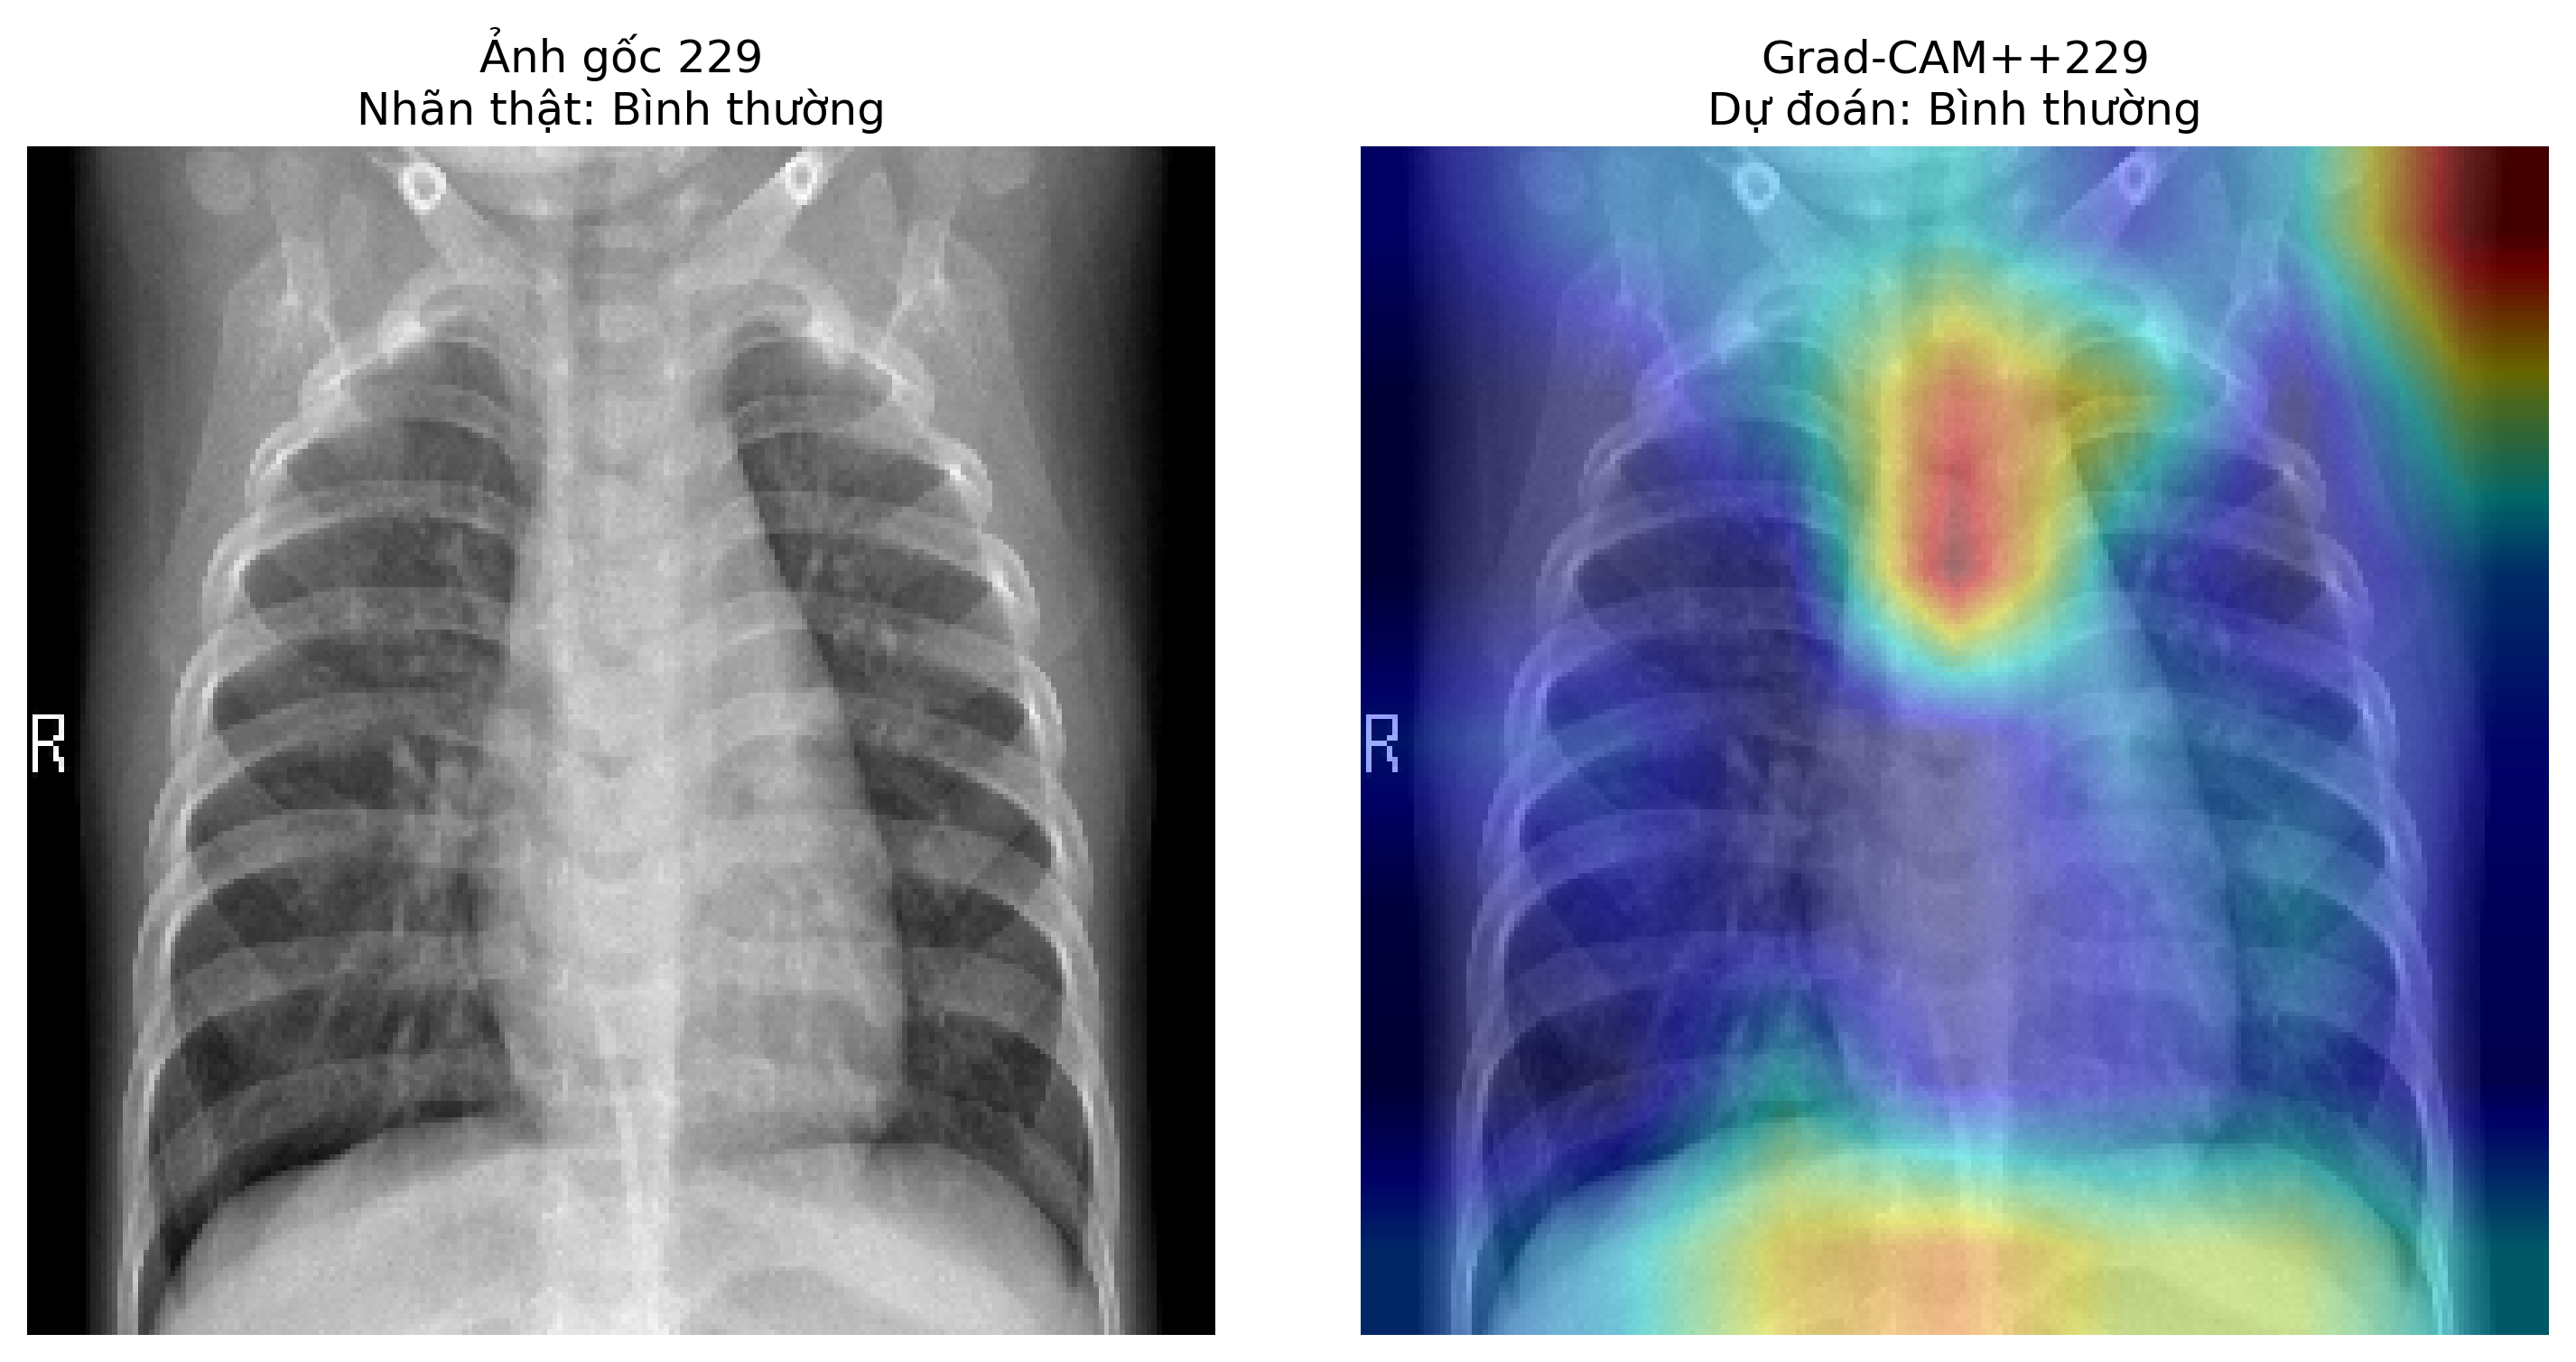 Ảnh gốc 229
Nhãn thật: Bình thường
Grad-CAM++229
Dự đoán: Bình thường
R
R